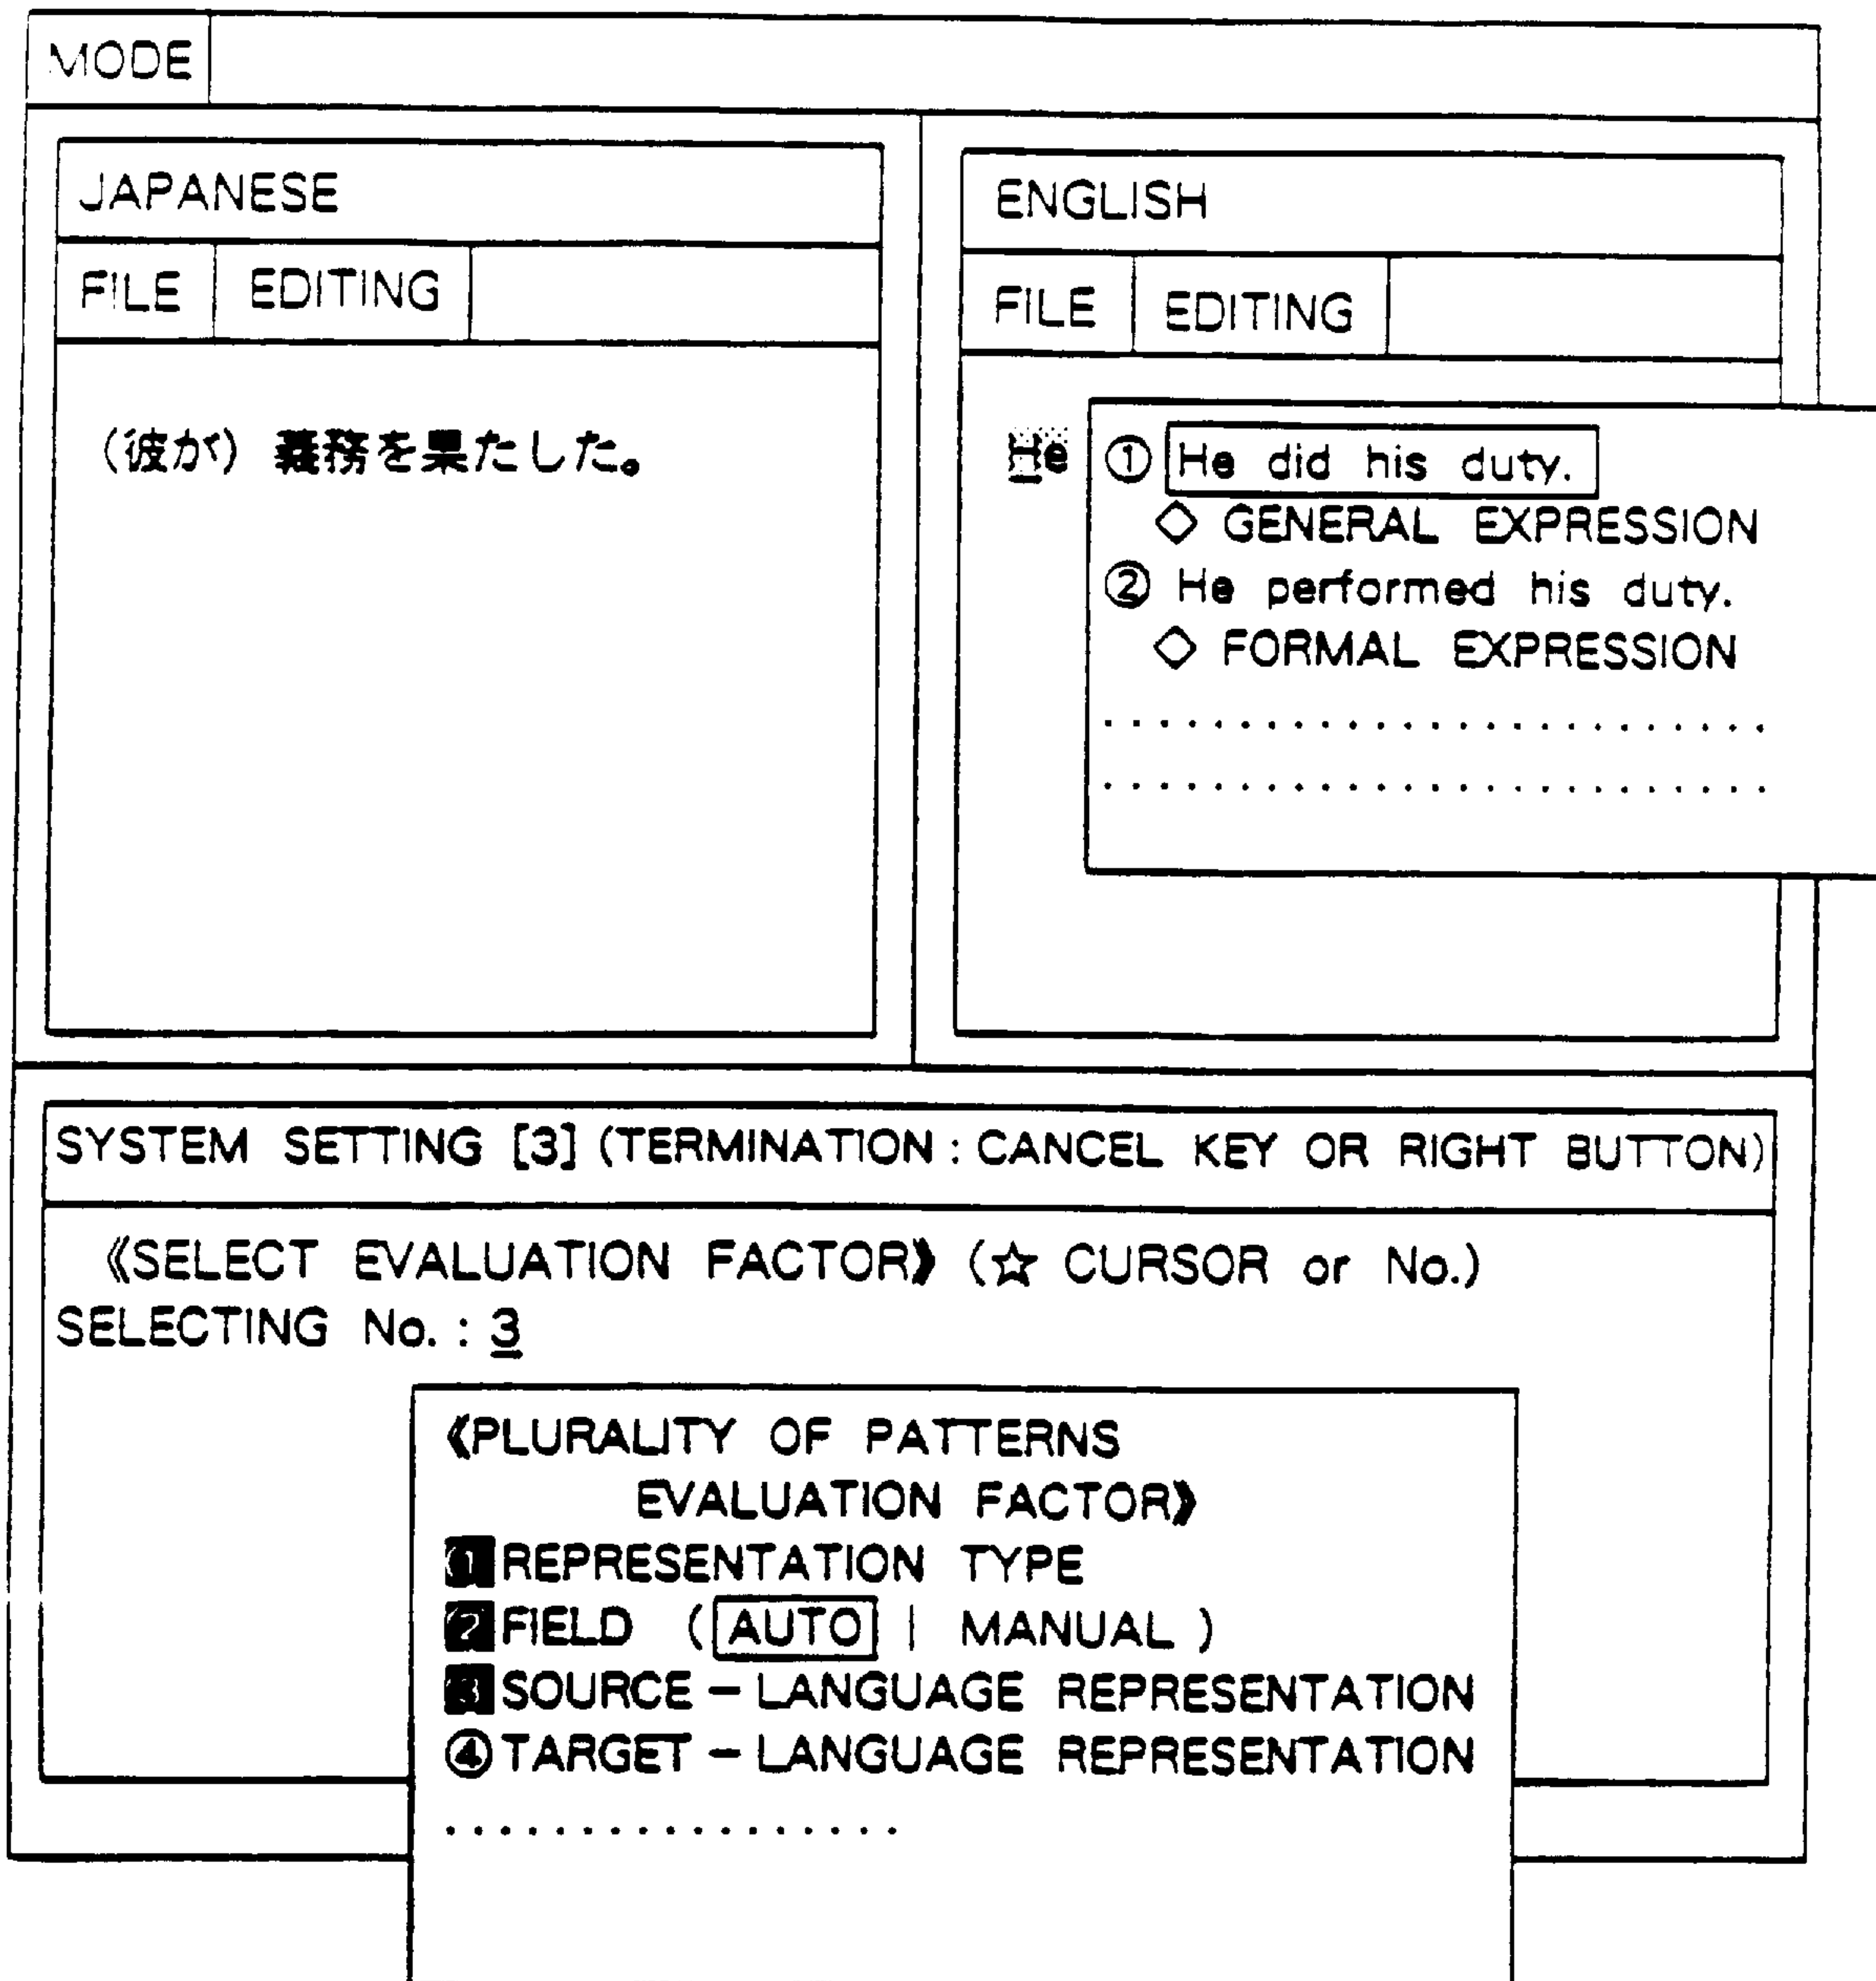 MODE
JAPANESE
FILE EDITING
(彼が) 義務を果たした。
ENGLISH
FILE EDITING
He
① He did his duty.
◇ GENERAL EXPRESSION
② He performed his duty.
◇ FORMAL EXPRESSION
..........................
..........................
SYSTEM SETTING [3] (TERMINATION : CANCEL KEY OR RIGHT BUTTON)
《SELECT EVALUATION FACTOR》 (☆ CURSOR or No.)
SELECTING No. : 3
《PLURALITY OF PATTERNS
EVALUATION FACTOR》
1 REPRESENTATION TYPE
2 FIELD ( AUTO | MANUAL )
3 SOURCE – LANGUAGE REPRESENTATION
④ TARGET – LANGUAGE REPRESENTATION
.................